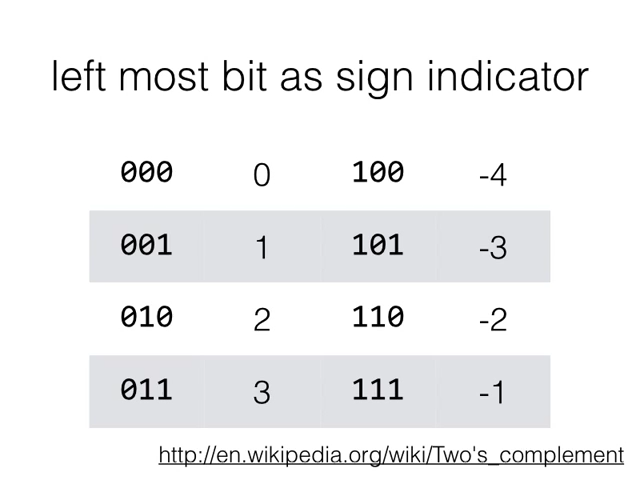 left most bit as sign indicator
000 0 100 -4
001 1 101 -3
010 2 110 -2
011 3 111 -1
http://en.wikipedia.org/wiki/Two's_complement